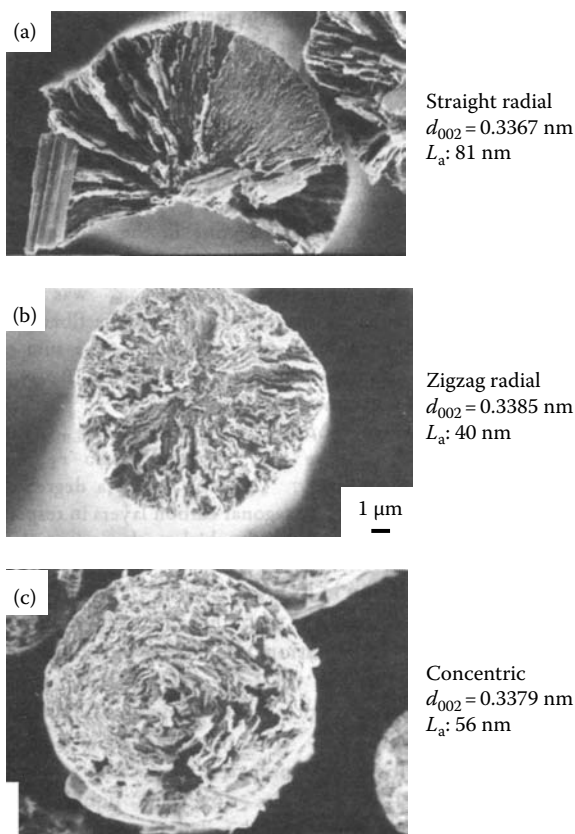 (a)
Straight radial
d₀₀₂ = 0.3367 nm
Lₐ: 81 nm
(b)
Zigzag radial
d₀₀₂ = 0.3385 nm
Lₐ: 40 nm
1 μm
(c)
Concentric
d₀₀₂ = 0.3379 nm
Lₐ: 56 nm